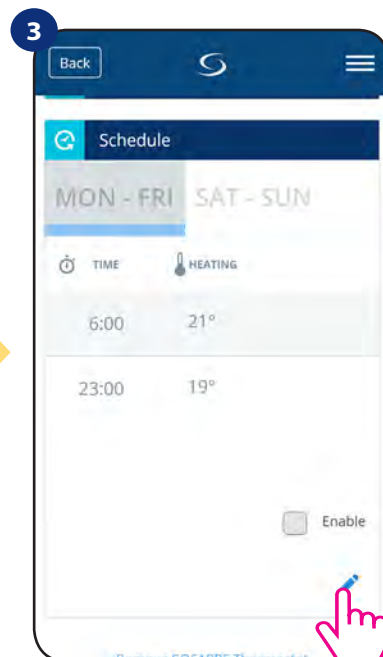 3
Back
Schedule
MON - FRI SAT - SUN
TIME HEATING
6:00 21°
23:00 19°
Enable